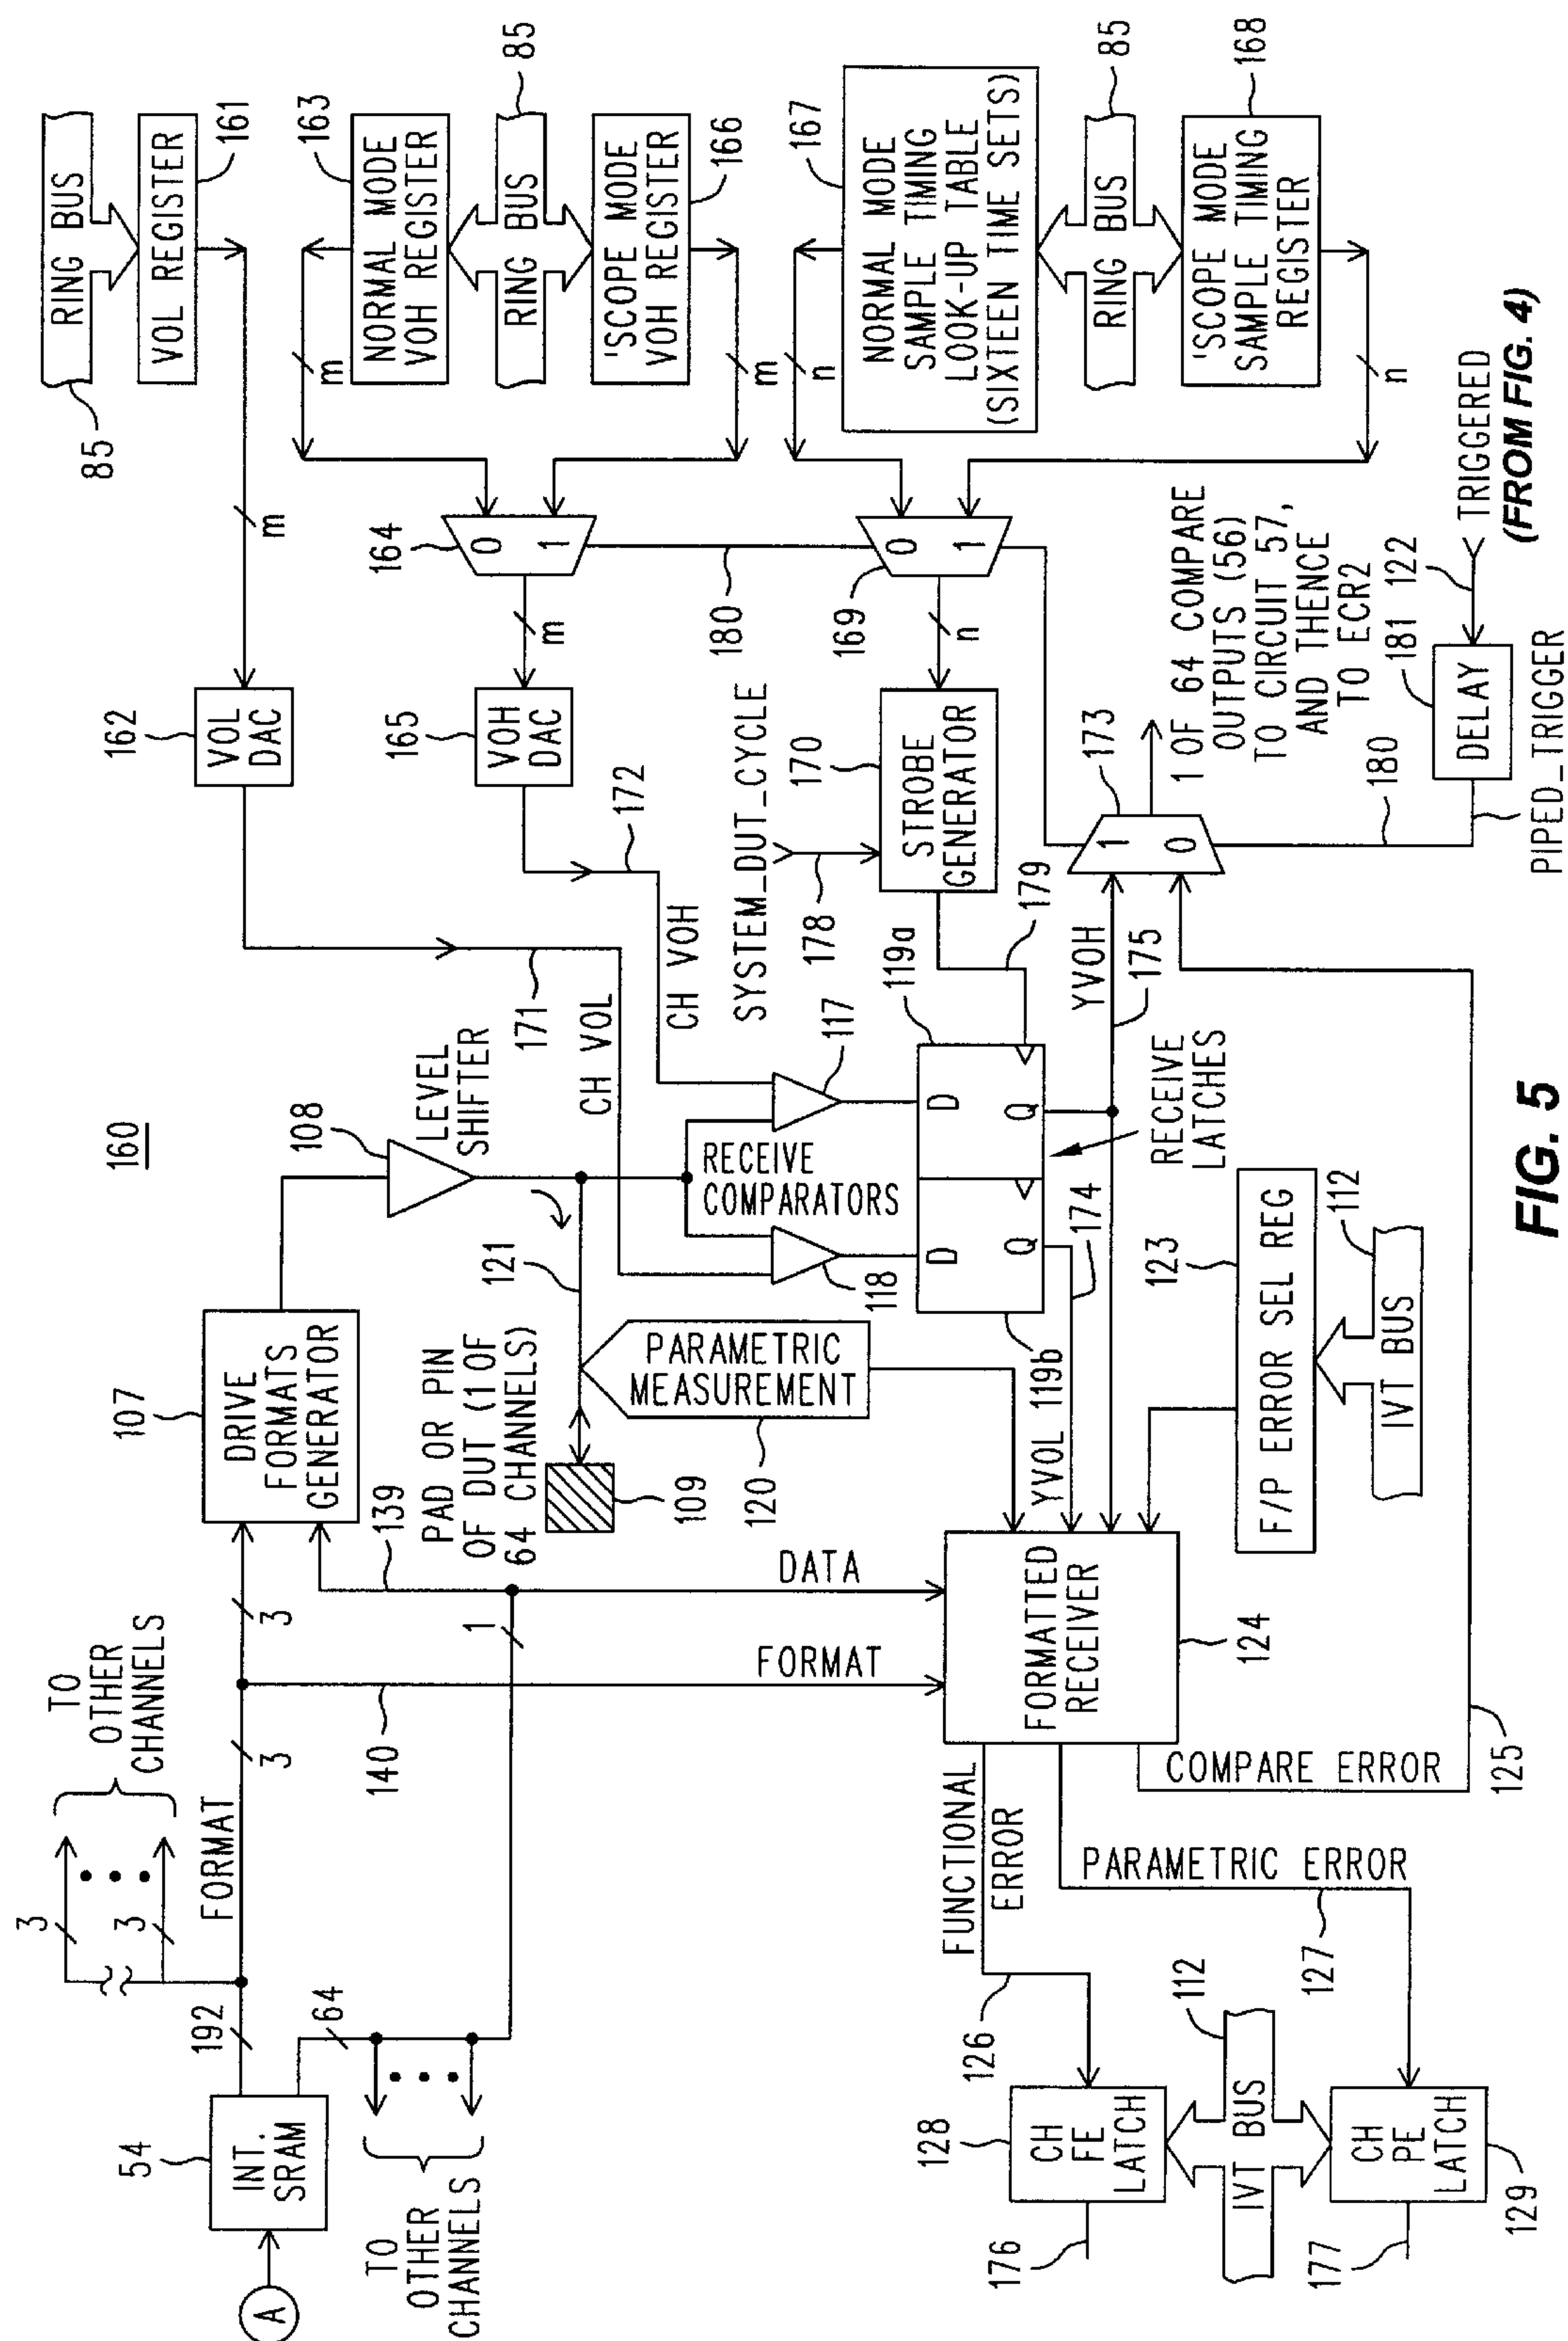 160
A
54
INT.
SRAM
192
64
3
3
TO
OTHER
CHANNELS
TO
OTHER
CHANNELS
FORMAT
3
3
1
140
139
107
DRIVE
FORMATS
GENERATOR
108
LEVEL
SHIFTER
PAD OR PIN
OF DUT (1 OF
64 CHANNELS)
109
121
PARAMETRIC
MEASUREMENT
120
171
CH VOL
172
CH VOH
RECEIVE
COMPARATORS
117
118
162
VOL
DAC
m
85
RING BUS
VOL REGISTER
161
163
NORMAL MODE
VOH REGISTER
85
RING BUS
'SCOPE MODE
VOH REGISTER
166
m
m
164
0
1
m
165
VOH
DAC
180
167
NORMAL MODE
SAMPLE TIMING
LOOK-UP TABLE
(SIXTEEN TIME SETS)
85
RING BUS
'SCOPE MODE
SAMPLE TIMING
REGISTER
168
n
n
169
0
1
n
SYSTEM_DUT_CYCLE
178
170
STROBE
GENERATOR
179
119a
D
D
Q
Q
119b
RECEIVE
LATCHES
174
YVOL
YVOH
175
173
1
0
1 OF 64 COMPARE
OUTPUTS (56)
TO CIRCUIT 57,
AND THENCE
TO ECR2
180
181
DELAY
122
TRIGGERED
(FROM FIG. 4)
PIPED_TRIGGER
DATA
FORMAT
FORMATTED
RECEIVER
124
123
F/P ERROR SEL REG
112
IVT BUS
COMPARE ERROR
125
FUNCTIONAL
ERROR
126
PARAMETRIC ERROR
127
128
CH
FE
LATCH
176
112
IVT BUS
CH
PE
LATCH
129
177
FIG. 5